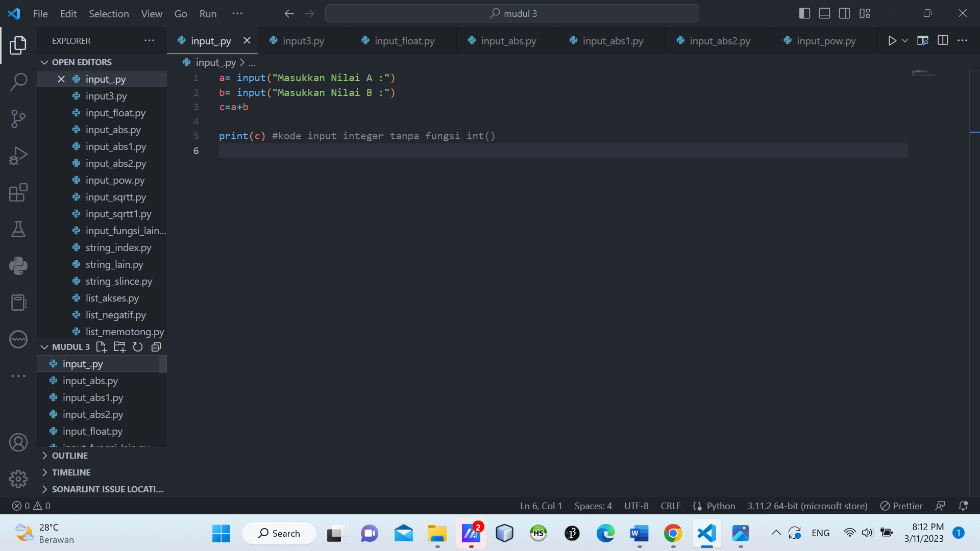 File Edit Selection View Go Run ··· mudul 3
EXPLORER ···
input_.py input3.py input_float.py input_abs.py input_abs1.py input_abs2.py input_pow.py
OPEN EDITORS
input_.py
input3.py
input_float.py
input_abs.py
input_abs1.py
input_abs2.py
input_pow.py
input_sqrtt.py
input_sqrtt1.py
input_fungsi_lain...
string_index.py
string_lain.py
string_slince.py
list_akses.py
list_negatif.py
list_memotong.py
MUDUL 3
input_.py
input_abs.py
input_abs1.py
input_abs2.py
input_float.py
OUTLINE
TIMELINE
SONARLINT ISSUE LOCATI...
input_.py > ...
1 a= input("Masukkan Nilai A :")
2 b= input("Masukkan Nilai B :")
3 c=a+b
4
5 print(c) #kode input integer tanpa fungsi int()
6
0 0 Ln 6, Col 1 Spaces: 4 UTF-8 CRLF Python 3.11.2 64-bit (microsoft store) Prettier
28°C
Berawan
Search
2
HS
ENG
8:12 PM
3/11/2023
1